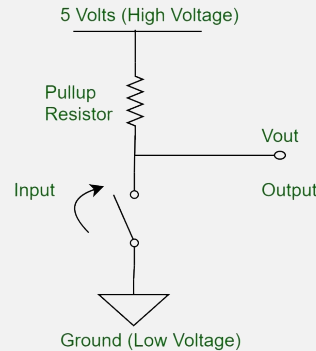 5 Volts (High Voltage)
Pullup
Resistor
Vout
Input
Output
Ground (Low Voltage)